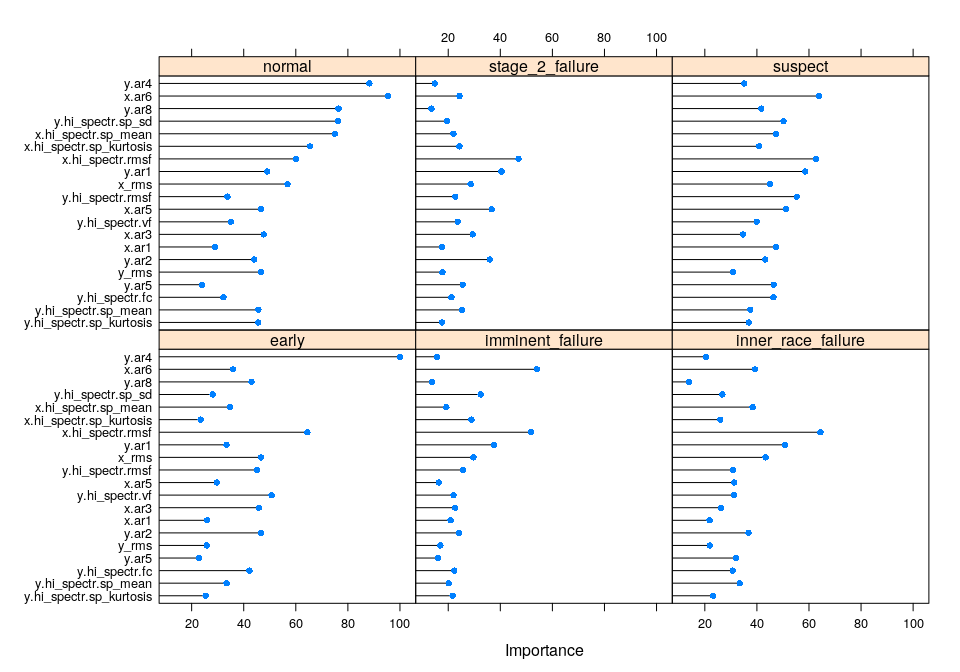 20 40 60 80 100
normal stage_2_failure suspect
y.ar4
x.ar6
y.ar8
y.hi_spectr.sp_sd
x.hi_spectr.sp_mean
x.hi_spectr.sp_kurtosis
x.hi_spectr.rmsf
y.ar1
x_rms
y.hi_spectr.rmsf
x.ar5
y.hi_spectr.vf
x.ar3
x.ar1
y.ar2
y_rms
y.ar5
y.hi_spectr.fc
y.hi_spectr.sp_mean
y.hi_spectr.sp_kurtosis
early imminent_failure inner_race_failure
y.ar4
x.ar6
y.ar8
y.hi_spectr.sp_sd
x.hi_spectr.sp_mean
x.hi_spectr.sp_kurtosis
x.hi_spectr.rmsf
y.ar1
x_rms
y.hi_spectr.rmsf
x.ar5
y.hi_spectr.vf
x.ar3
x.ar1
y.ar2
y_rms
y.ar5
y.hi_spectr.fc
y.hi_spectr.sp_mean
y.hi_spectr.sp_kurtosis
20 40 60 80 100 20 40 60 80 100
Importance